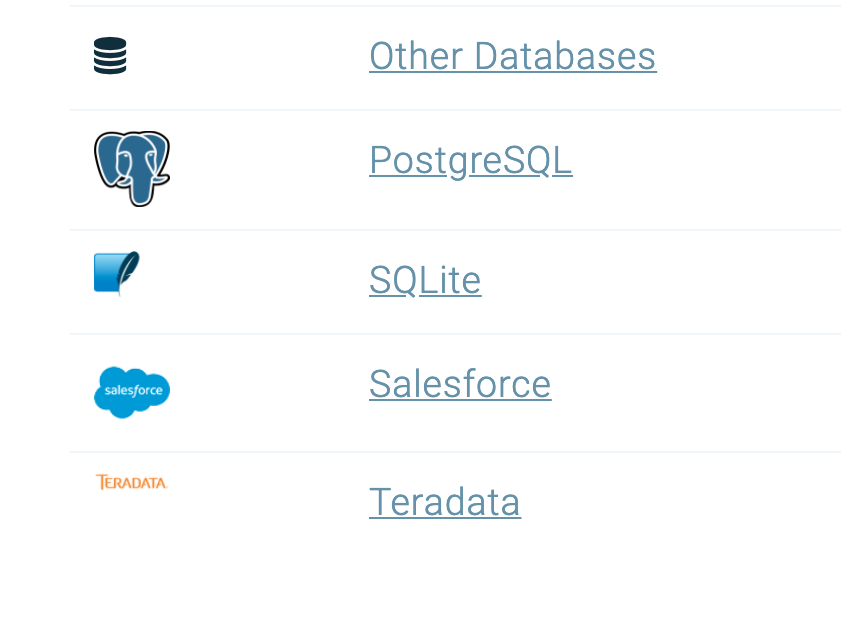 Other Databases
PostgreSQL
SQLite
salesforce
Salesforce
TERADATA
Teradata